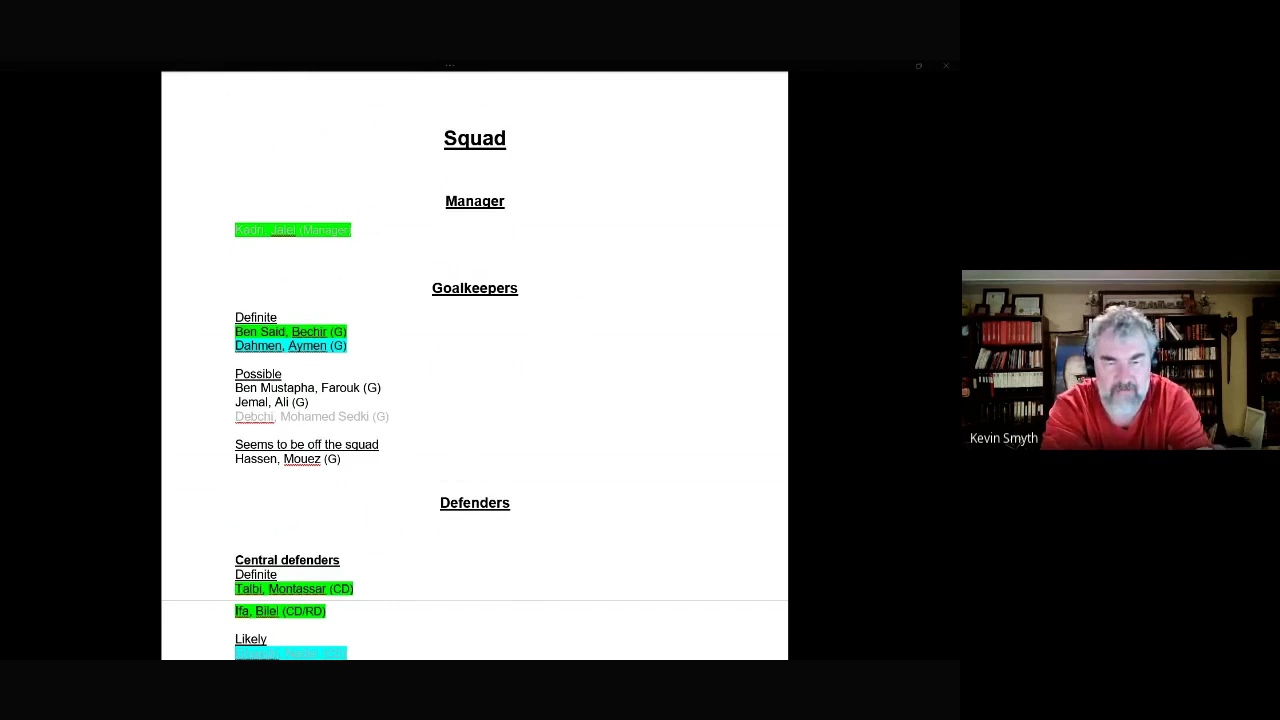 Squad
Manager
Kadri, Jalel (Manager)
Goalkeepers
Definite
Ben Said, Bechir (G)
Dahmen, Aymen (G)
Possible
Ben Mustapha, Farouk (G)
Jemal, Ali (G)
Debchi, Mohamed Sedki (G)
Seems to be off the squad
Hassen, Mouez (G)
Defenders
Central defenders
Definite
Talbi, Montassar (CD)
Ifa, Bilel (CD/RD)
Likely
Kevin Smyth